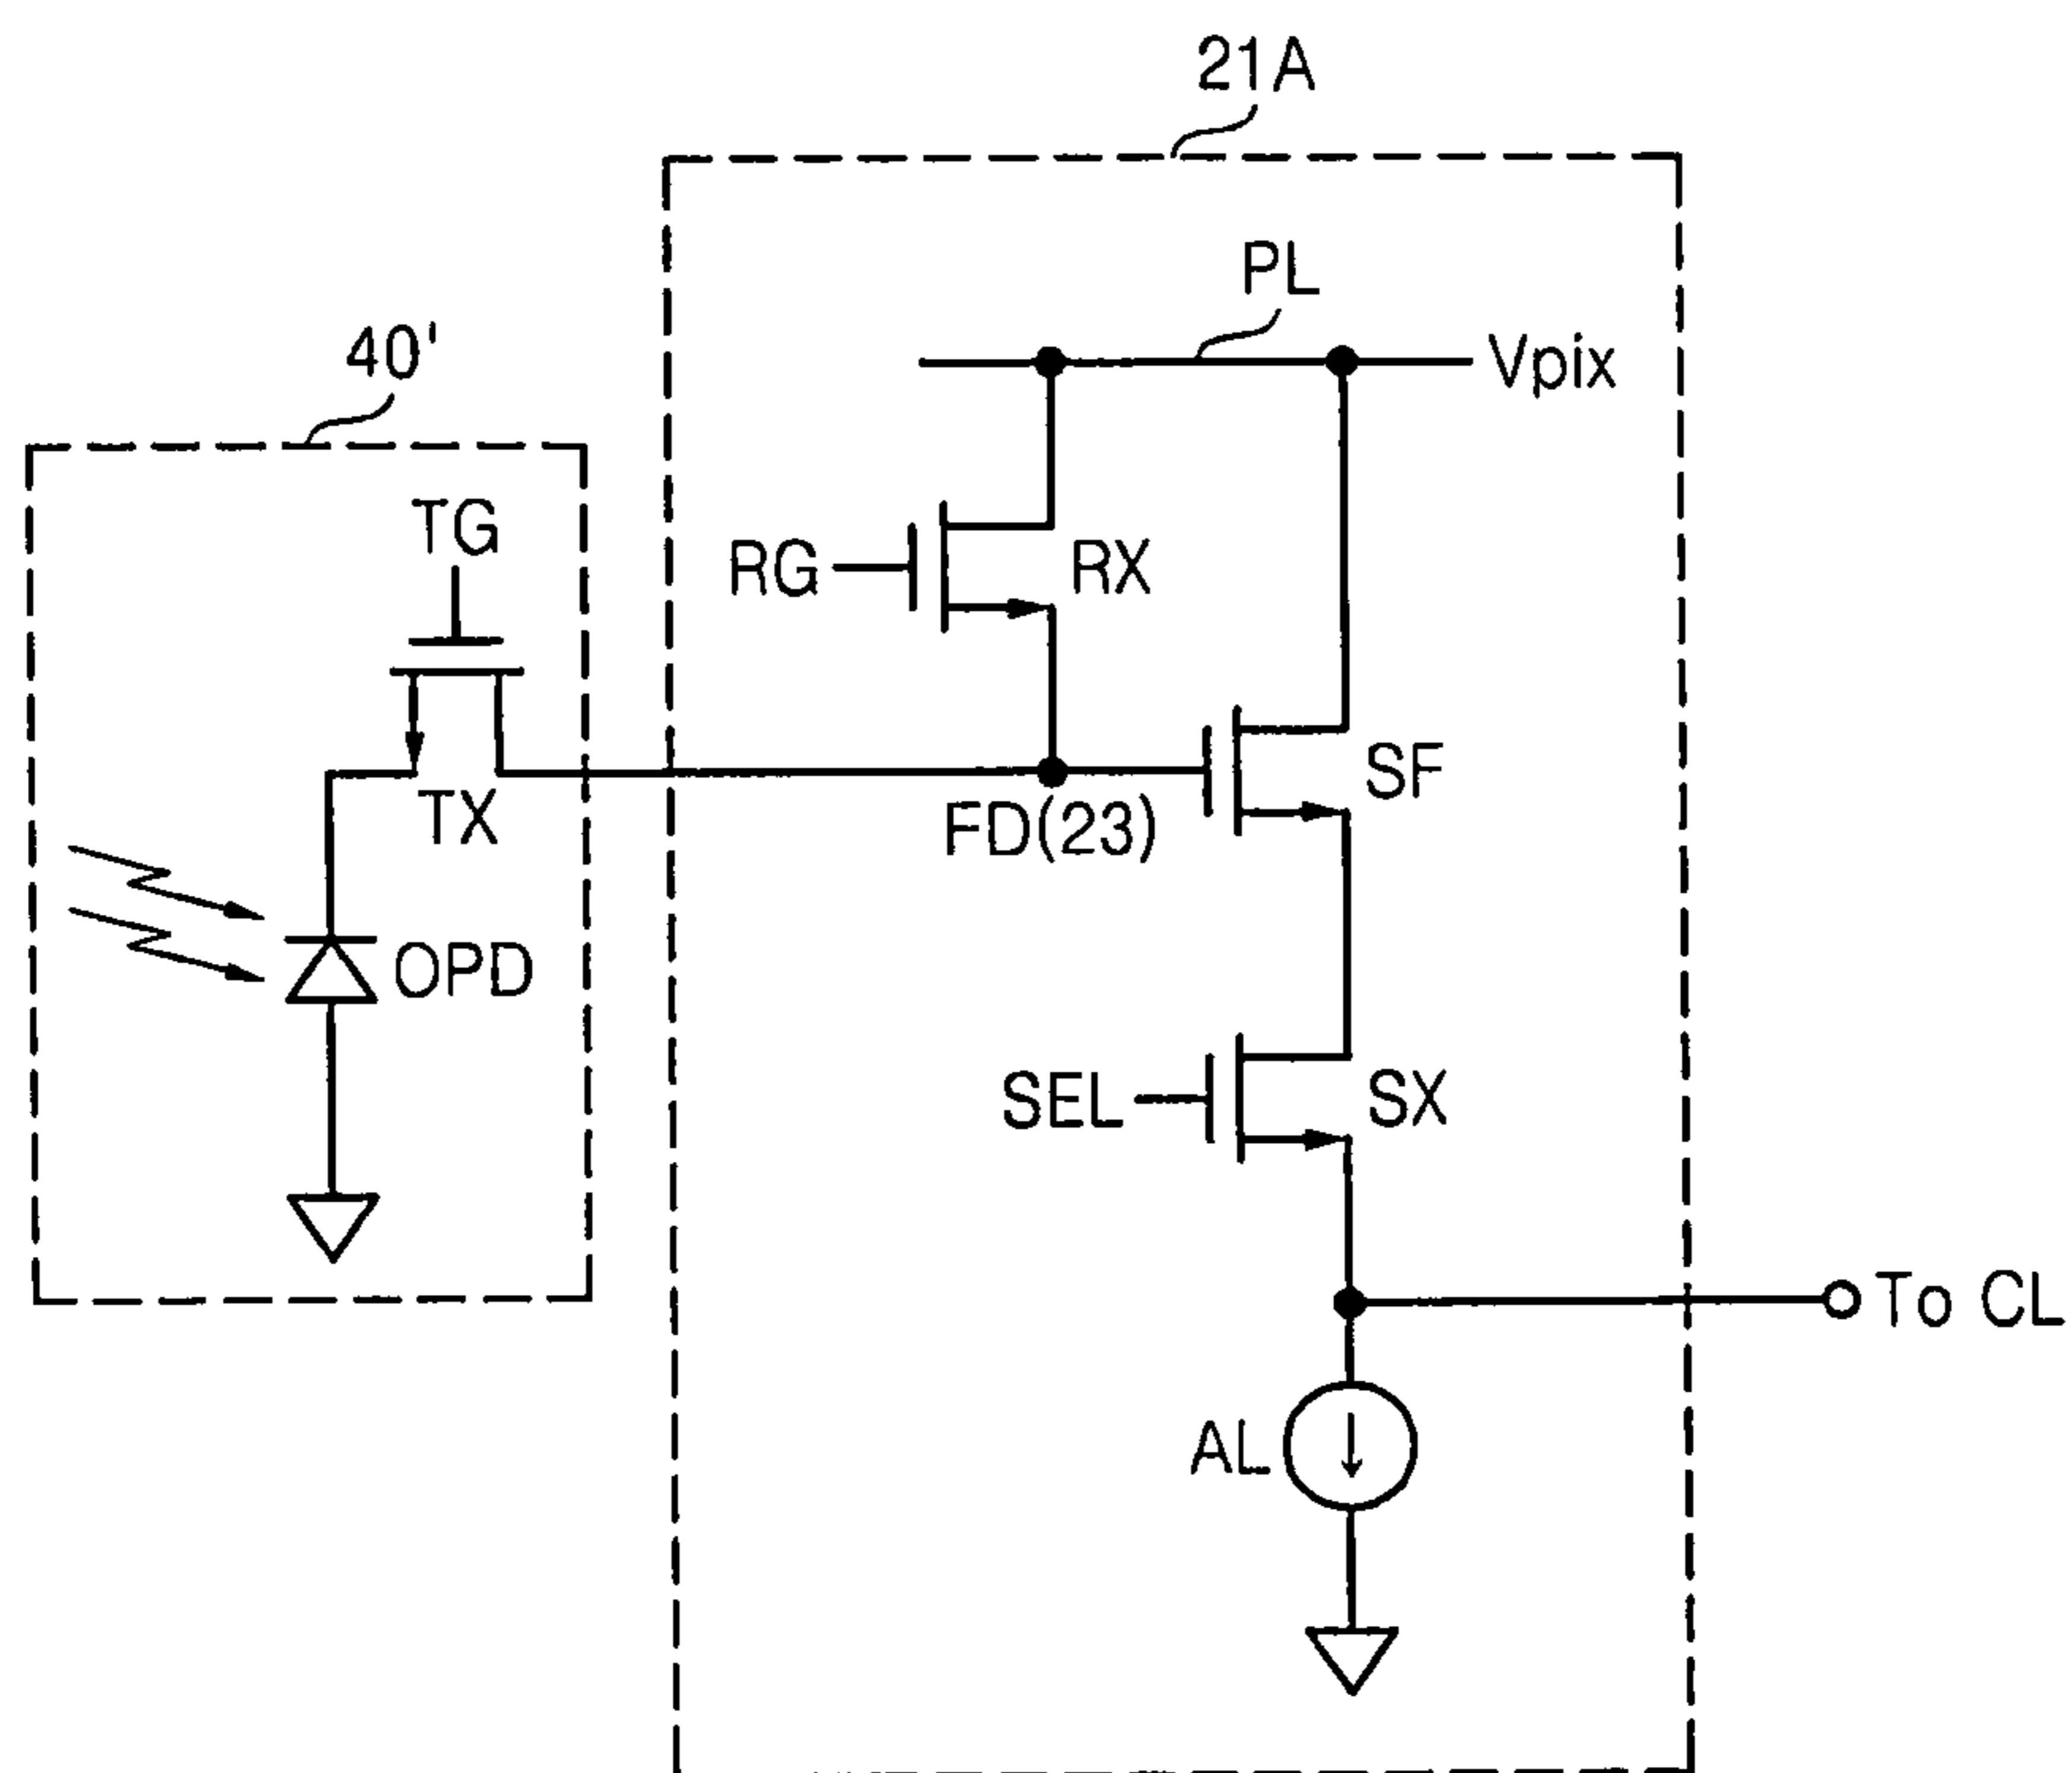 21A
PL
Vpix
40'
TG
RG
RX
SF
TX
FD(23)
OPD
SEL
SX
To CL
AL